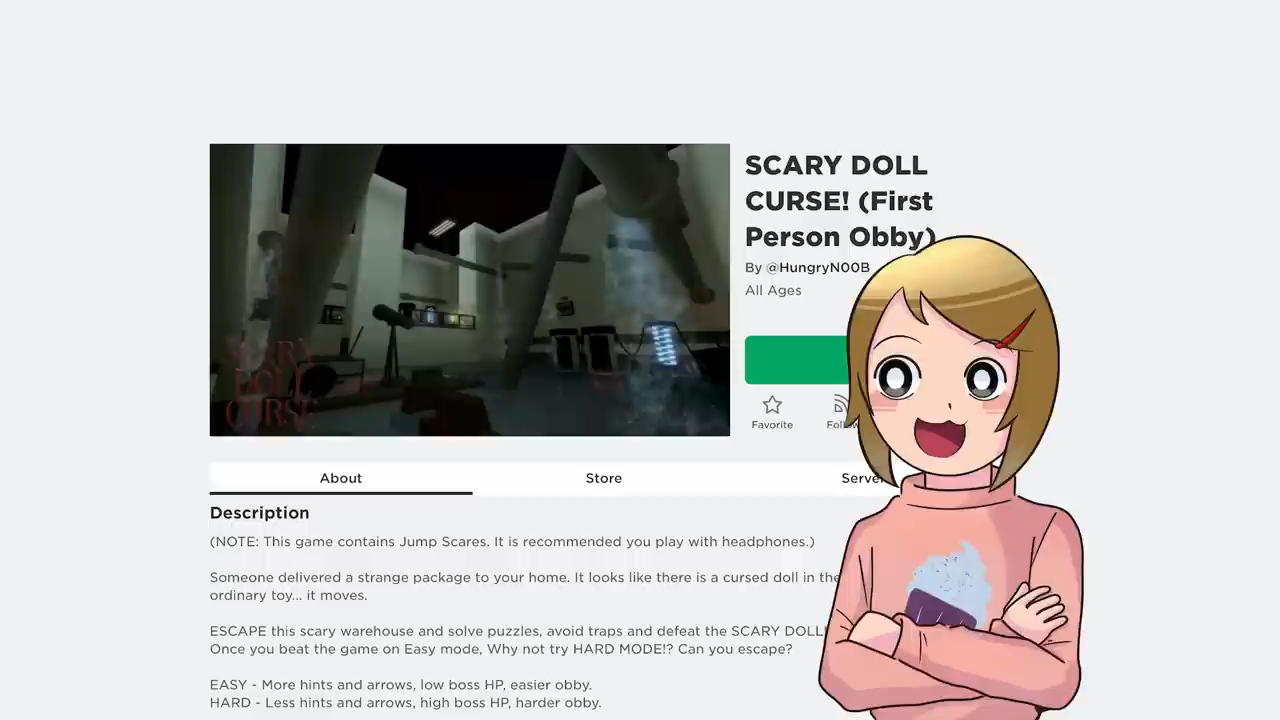 SCARY DOLL
CURSE! (First
Person Obby)
By @HungryN00B
All Ages
SCARY
DOLL
CURSE
Favorite
Follow
About
Store
Servers
Description
(NOTE: This game contains Jump Scares. It is recommended you play with headphones.)
Someone delivered a strange package to your home. It looks like there is a cursed doll in the
ordinary toy... it moves.
ESCAPE this scary warehouse and solve puzzles, avoid traps and defeat the SCARY DOLL!
Once you beat the game on Easy mode, Why not try HARD MODE!? Can you escape?
EASY - More hints and arrows, low boss HP, easier obby.
HARD - Less hints and arrows, high boss HP, harder obby.